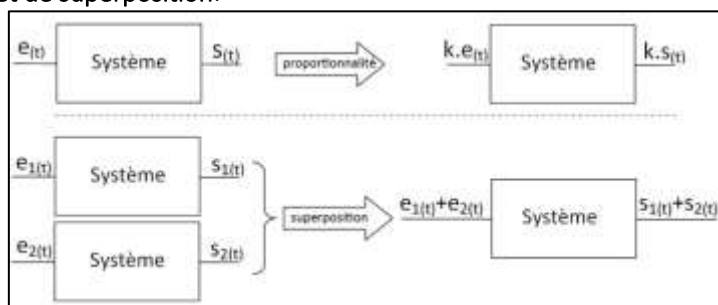 et de superposition.
e(t) Système s(t) proportionnalité k.e(t) Système k.s(t)
e1(t) Système s1(t)
superposition e1(t)+e2(t) Système s1(t)+s2(t)
e2(t) Système s2(t)